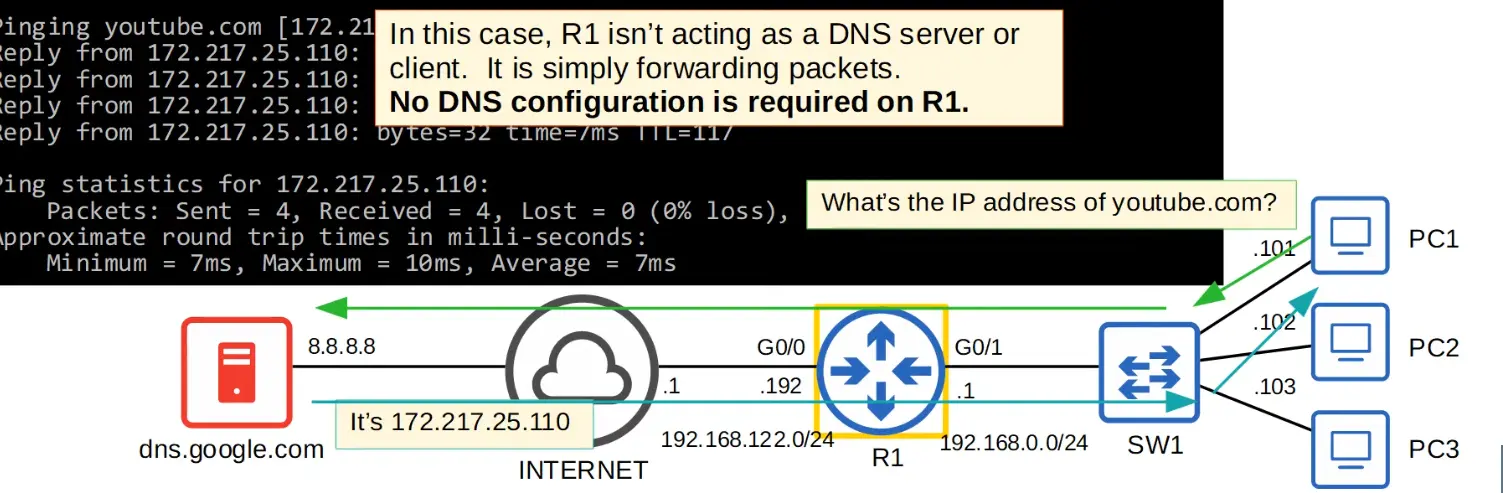 Pinging youtube.com [172.21
Reply from 172.217.25.110:
Reply from 172.217.25.110:
Reply from 172.217.25.110:
Reply from 172.217.25.110: bytes=32 time=7ms TTL=117
In this case, R1 isn't acting as a DNS server or
client. It is simply forwarding packets.
No DNS configuration is required on R1.
Ping statistics for 172.217.25.110:
Packets: Sent = 4, Received = 4, Lost = 0 (0% loss),
Approximate round trip times in milli-seconds:
Minimum = 7ms, Maximum = 10ms, Average = 7ms
What's the IP address of youtube.com?
.101
PC1
.102
PC2
.103
PC3
8.8.8.8
G0/0
G0/1
.1
.192
.1
It's 172.217.25.110
dns.google.com
INTERNET
192.168.122.0/24
R1
192.168.0.0/24
SW1